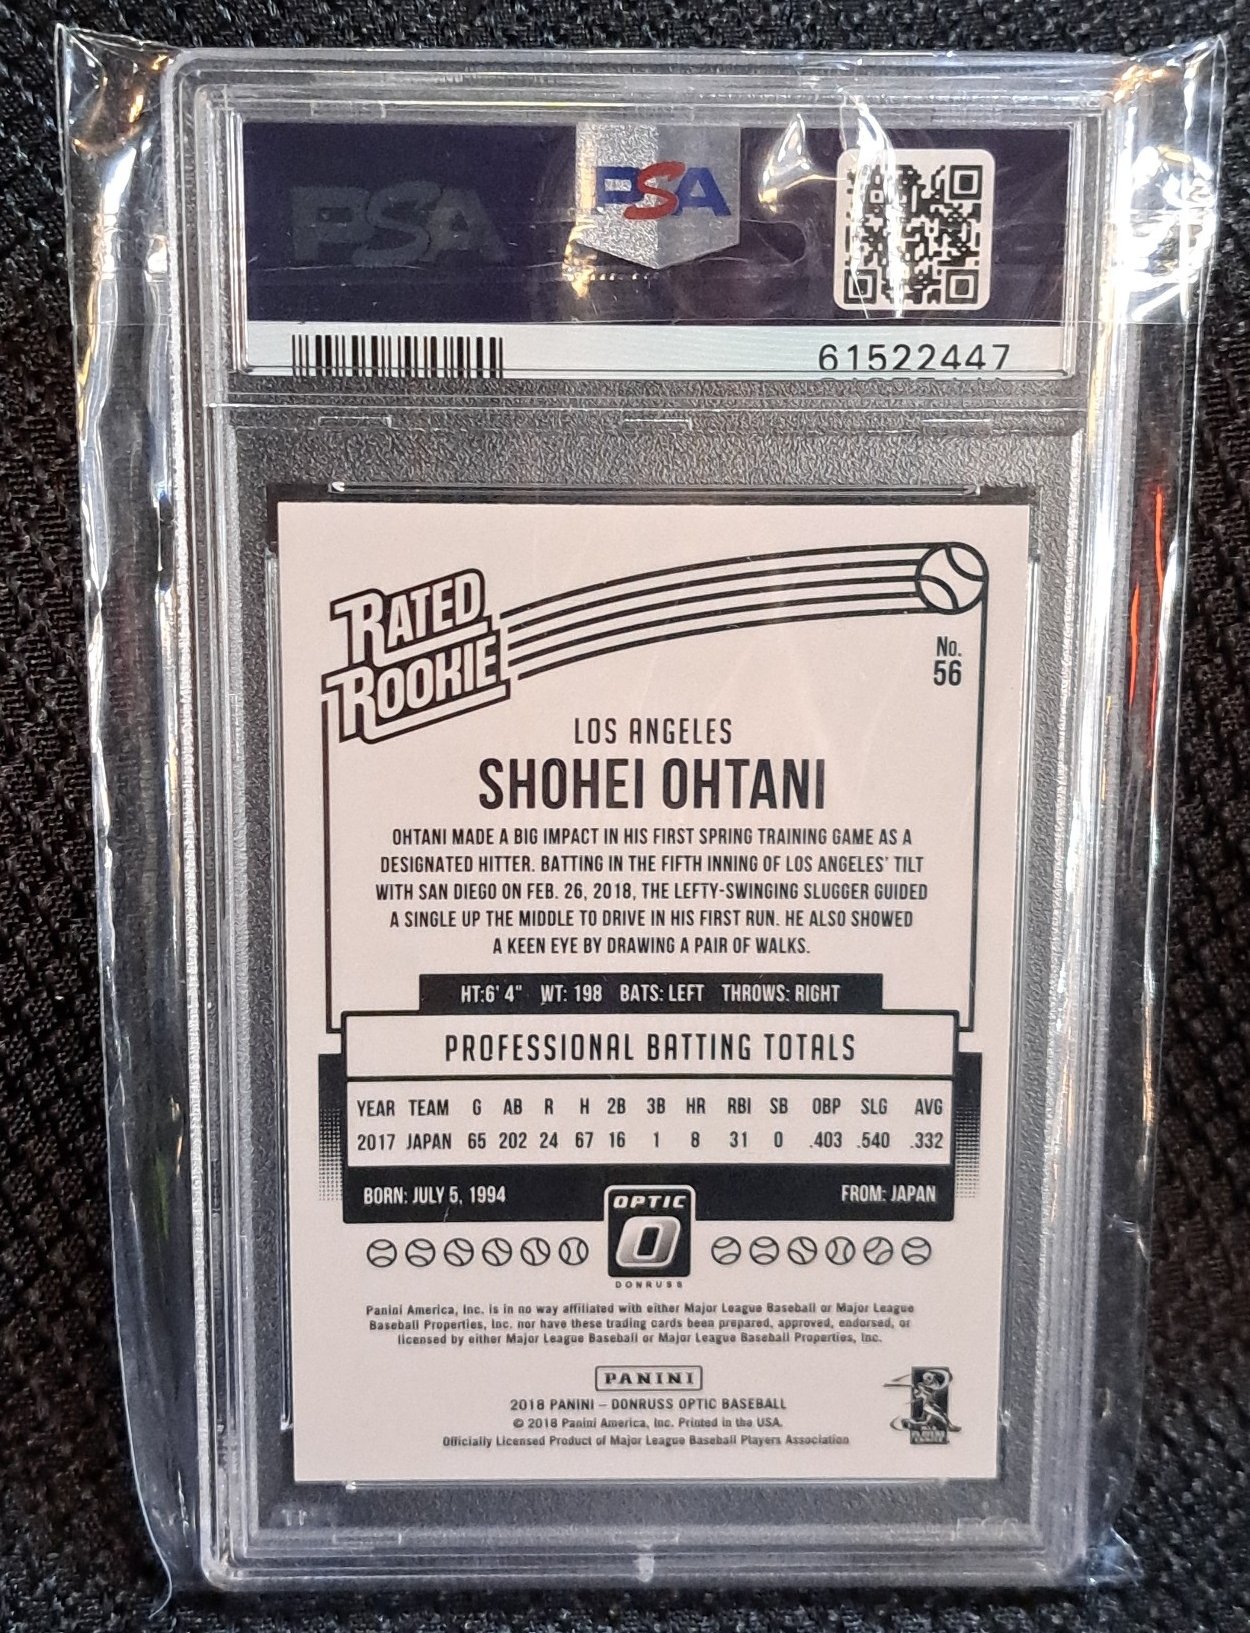 PSA
PSA
61522447
RATED
ROOKIE
No.
56
LOS ANGELES
SHOHEI OHTANI
OHTANI MADE A BIG IMPACT IN HIS FIRST SPRING TRAINING GAME AS A
DESIGNATED HITTER. BATTING IN THE FIFTH INNING OF LOS ANGELES' TILT
WITH SAN DIEGO ON FEB. 26, 2018, THE LEFTY-SWINGING SLUGGER GUIDED
A SINGLE UP THE MIDDLE TO DRIVE IN HIS FIRST RUN. HE ALSO SHOWED
A KEEN EYE BY DRAWING A PAIR OF WALKS.
HT:6' 4" WT: 198 BATS: LEFT THROWS: RIGHT
PROFESSIONAL BATTING TOTALS
YEAR TEAM G AB R H 2B 3B HR RBI SB OBP SLG AVG
2017 JAPAN 65 202 24 67 16 1 8 31 0 .403 .540 .332
BORN: JULY 5, 1994 FROM: JAPAN
OPTIC
O
DONRUSS
Panini America, Inc. is in no way affiliated with either Major League Baseball or Major League
Baseball Properties, Inc. nor have these trading cards been prepared, approved, endorsed, or
licensed by either Major League Baseball or Major League Baseball Properties, Inc.
PANINI
2018 PANINI – DONRUSS OPTIC BASEBALL
© 2018 Panini America, Inc. Printed in the USA.
Officially Licensed Product of Major League Baseball Players Association